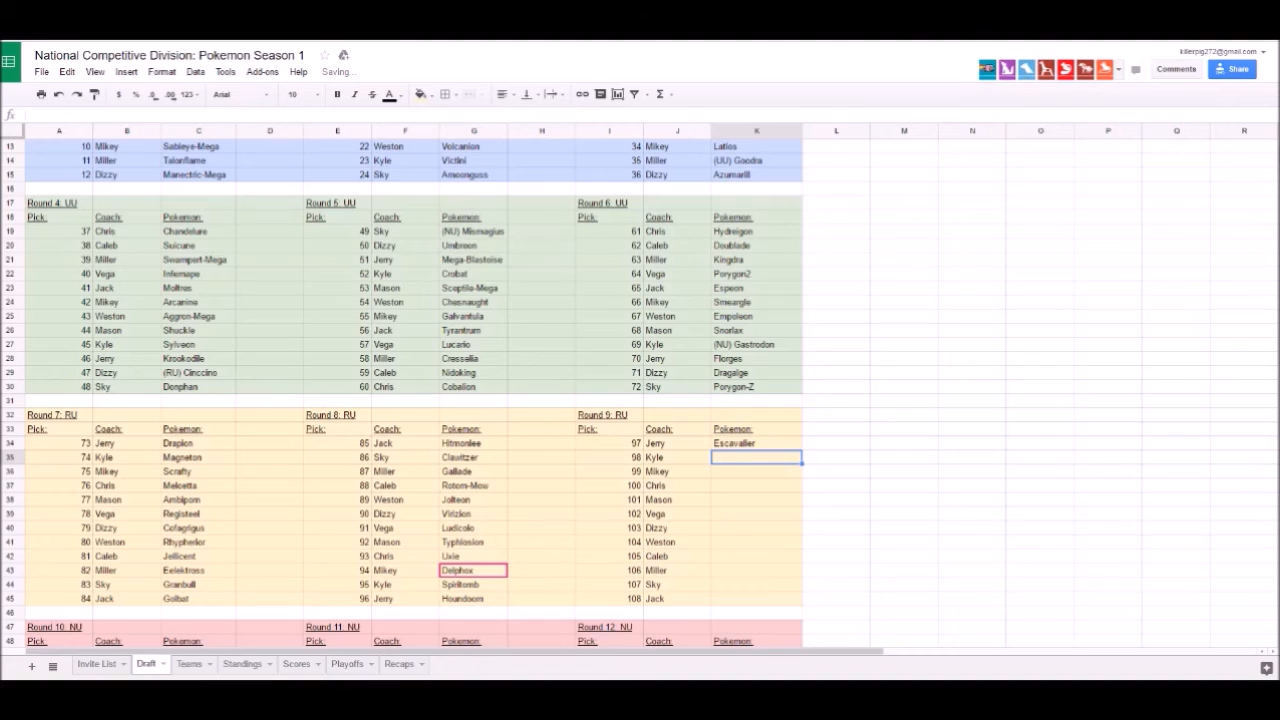 National Competitive Division: Pokemon Season 1
killerpig272@gmail.com
File Edit View Insert Format Data Tools Add-ons Help Saving...
Comments Share
$ % .0 .00 123 Arial 10 B I S A
fx
A B C D E F G H I J K L M N O P Q R
13 10 Mikey Sableye-Mega 22 Weston Volcanion 34 Mikey Latios
14 11 Miller Talonflame 23 Kyle Victini 35 Miller (UU) Goodra
15 12 Dizzy Manectric-Mega 24 Sky Amoonguss 36 Dizzy Azumarill
16
17 Round 4: UU Round 5: UU Round 6: UU
18 Pick: Coach: Pokemon: Pick: Coach: Pokemon: Pick: Coach: Pokemon:
19 37 Chris Chandelure 49 Sky (NU) Mismagius 61 Chris Hydreigon
20 38 Caleb Suicune 50 Dizzy Umbreon 62 Caleb Doublade
21 39 Miller Swampert-Mega 51 Jerry Mega-Blastoise 63 Miller Kingdra
22 40 Vega Infernape 52 Kyle Crobat 64 Vega Porygon2
23 41 Jack Moltres 53 Mason Sceptile-Mega 65 Jack Espeon
24 42 Mikey Arcanine 54 Weston Chesnaught 66 Mikey Smeargle
25 43 Weston Aggron-Mega 55 Mikey Galvantula 67 Weston Empoleon
26 44 Mason Shuckle 56 Jack Tyrantrum 68 Mason Snorlax
27 45 Kyle Sylveon 57 Vega Lucario 69 Kyle (NU) Gastrodon
28 46 Jerry Krookodile 58 Miller Cresselia 70 Jerry Florges
29 47 Dizzy (RU) Cinccino 59 Caleb Nidoking 71 Dizzy Dragalge
30 48 Sky Donphan 60 Chris Cobalion 72 Sky Porygon-Z
31
32 Round 7: RU Round 8: RU Round 9: RU
33 Pick: Coach: Pokemon: Pick: Coach: Pokemon: Pick: Coach: Pokemon:
34 73 Jerry Drapion 85 Jack Hitmonlee 97 Jerry Escavalier
35 74 Kyle Magneton 86 Sky Clawitzer 98 Kyle
36 75 Mikey Scrafty 87 Miller Gallade 99 Mikey
37 76 Chris Meloetta 88 Caleb Rotom-Mow 100 Chris
38 77 Mason Ambipom 89 Weston Jolteon 101 Mason
39 78 Vega Registeel 90 Dizzy Virizion 102 Vega
40 79 Dizzy Cofagrigus 91 Vega Ludicolo 103 Dizzy
41 80 Weston Rhyperior 92 Mason Typhlosion 104 Weston
42 81 Caleb Jellicent 93 Chris Uxie 105 Caleb
43 82 Miller Eelektross 94 Mikey Delphox 106 Miller
44 83 Sky Granbull 95 Kyle Spiritomb 107 Sky
45 84 Jack Golbat 96 Jerry Houndoom 108 Jack
46
47 Round 10: NU Round 11: NU Round 12: NU
48 Pick: Coach: Pokemon: Pick: Coach: Pokemon: Pick: Coach: Pokemon:
Invite List Draft Teams Standings Scores Playoffs Recaps